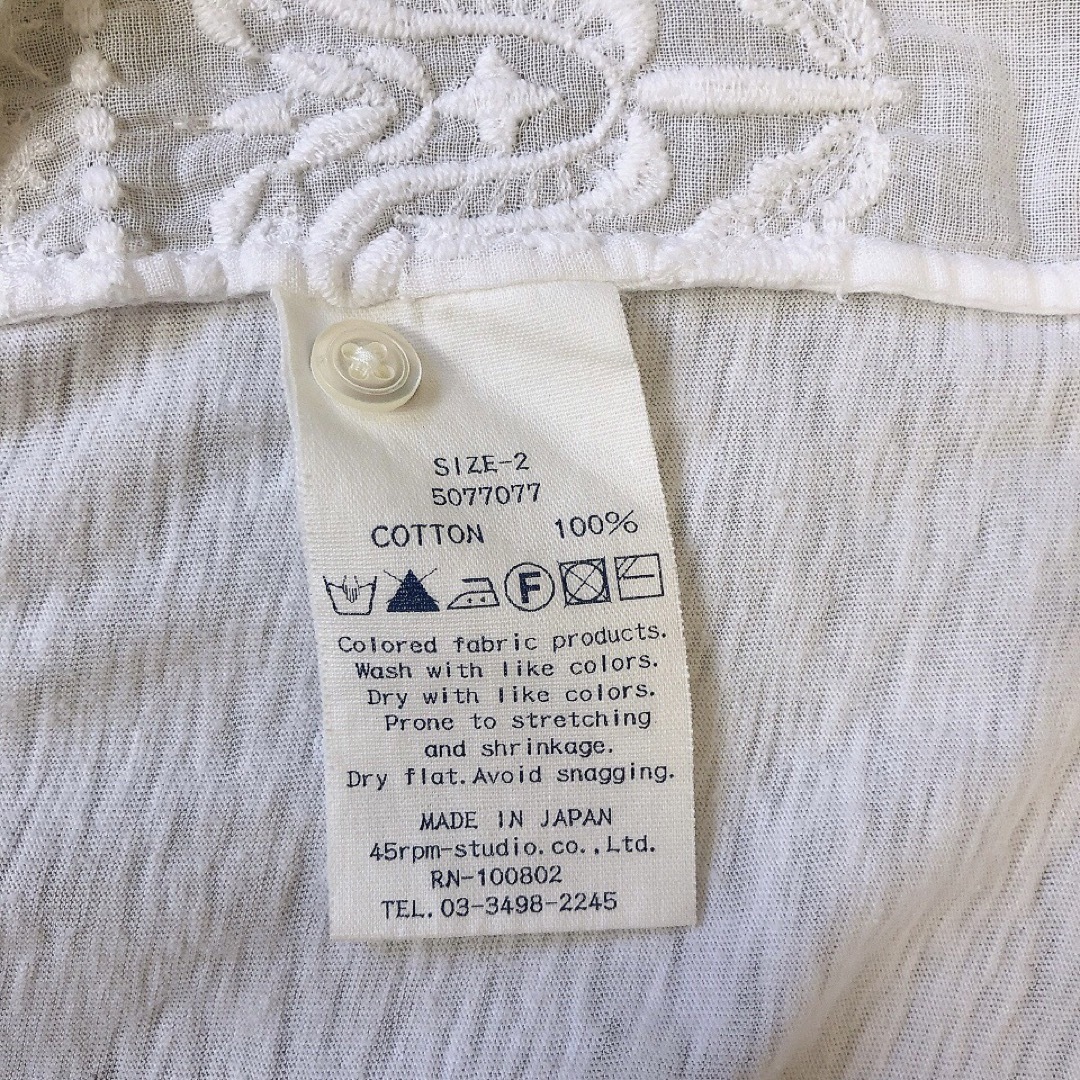 SIZE-2
5077077
COTTON 100%
F
Colored fabric products.
Wash with like colors.
Dry with like colors.
Prone to stretching
and shrinkage.
Dry flat. Avoid snagging.
MADE IN JAPAN
45rpm-studio.co.,Ltd.
RN-100802
TEL. 03-3498-2245